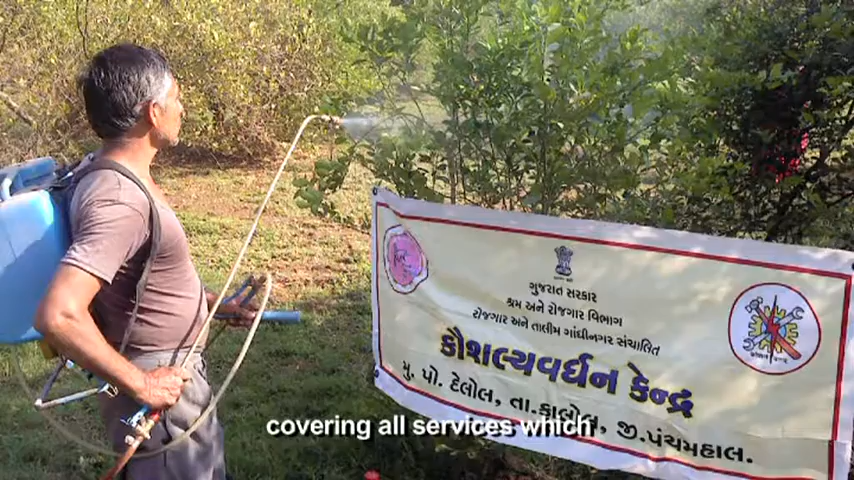 ગુજરાત સરકાર
શ્રમ અને રોજગાર વિભાગ
રોજગાર અને તાલીમ ગાંધીનગર સંચાલિત
કૌશલ્યવર્ધન કેન્દ્ર
મુ. પો. દેલોલ, તા.કાલોલ, જી.પંચમહાલ.
covering all services which